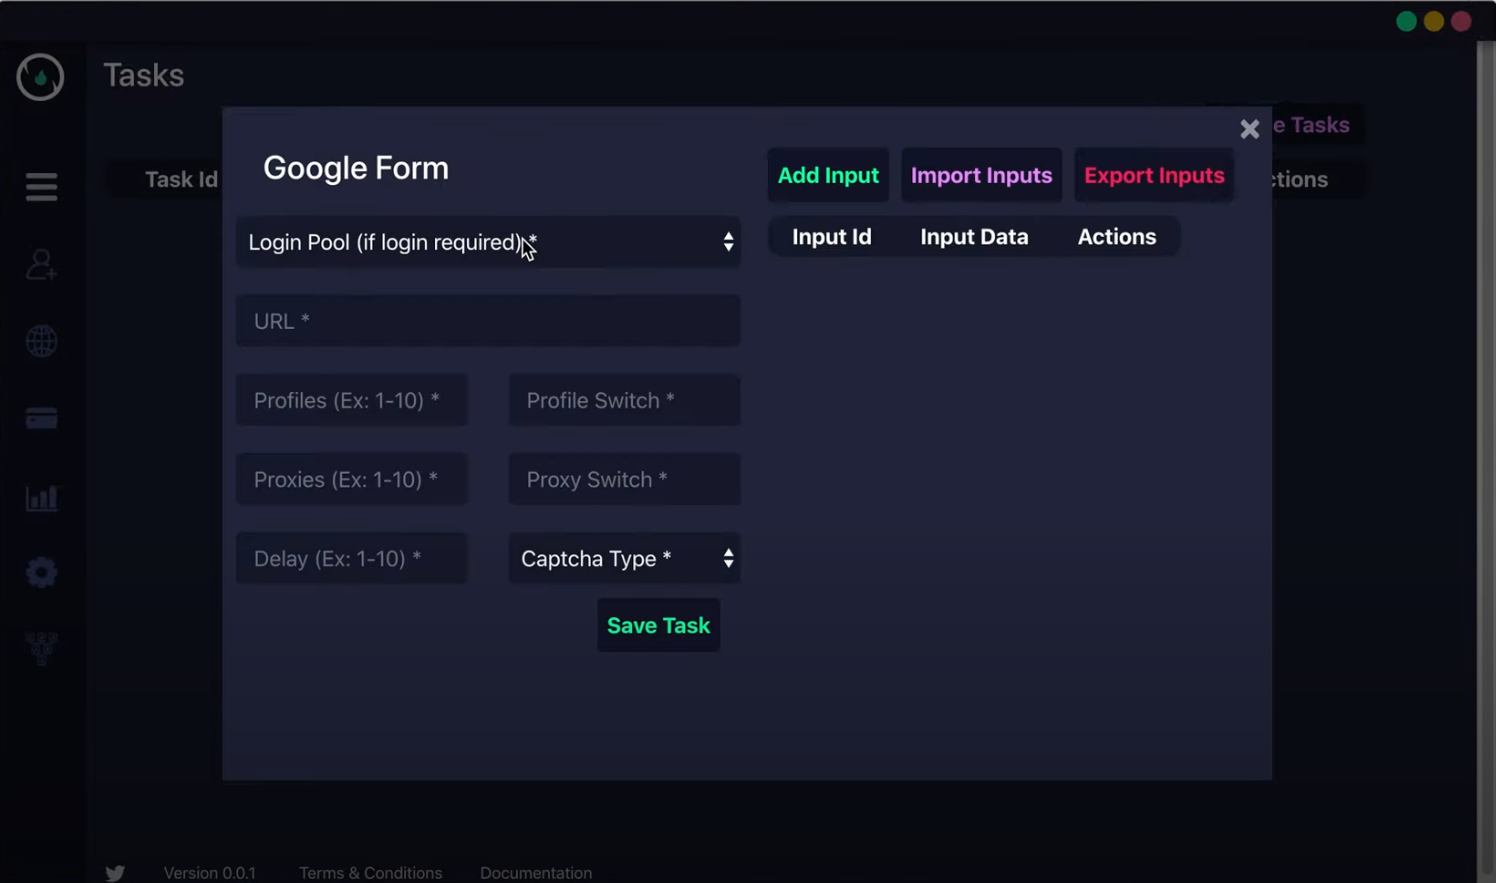 Tasks
e Tasks
Task Id
ctions
Google Form
Add Input
Import Inputs
Export Inputs
Login Pool (if login required) *
Input Id
Input Data
Actions
URL *
Profiles (Ex: 1-10) *
Profile Switch *
Proxies (Ex: 1-10) *
Proxy Switch *
Delay (Ex: 1-10) *
Captcha Type *
Save Task
Version 0.0.1
Terms & Conditions
Documentation